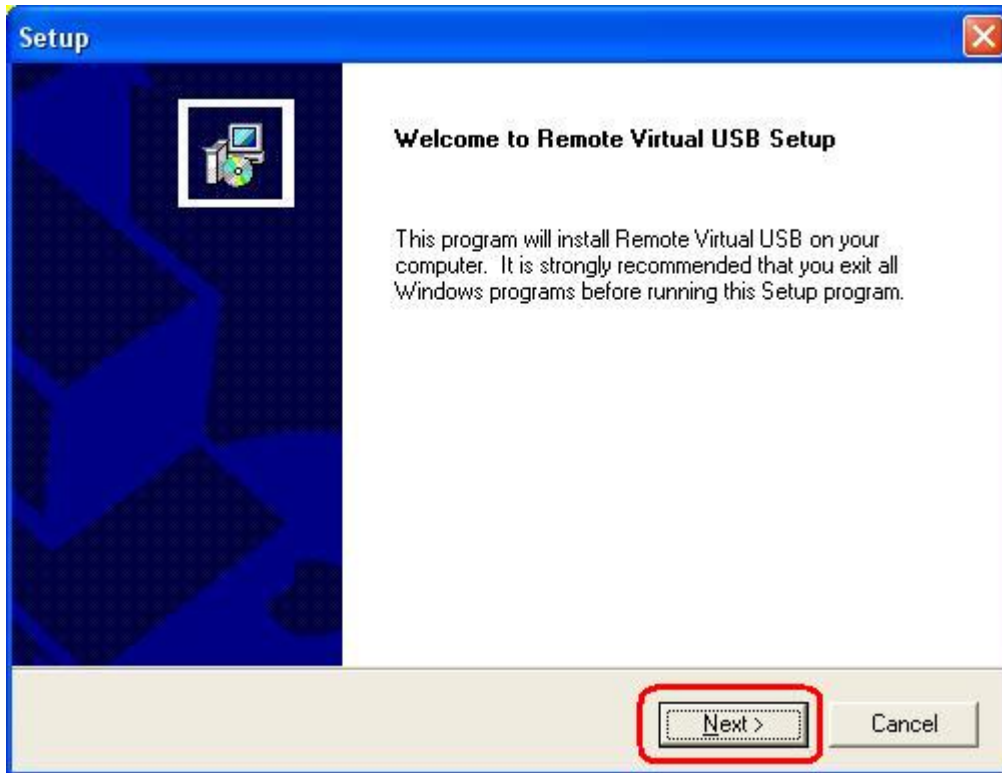 Setup
Welcome to Remote Virtual USB Setup
This program will install Remote Virtual USB on your
computer. It is strongly recommended that you exit all
Windows programs before running this Setup program.
Next >
Cancel